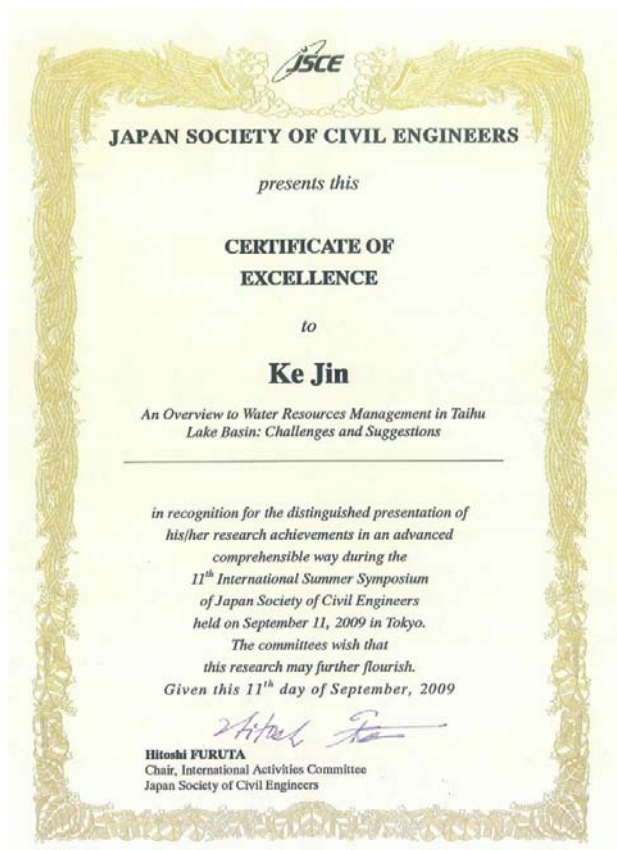 JSCE
JAPAN SOCIETY OF CIVIL ENGINEERS
presents this
CERTIFICATE OF
EXCELLENCE
to
Ke Jin
An Overview to Water Resources Management in Taihu
Lake Basin: Challenges and Suggestions
in recognition for the distinguished presentation of
his/her research achievements in an advanced
comprehensible way during the
11th International Summer Symposium
of Japan Society of Civil Engineers
held on September 11, 2009 in Tokyo.
The committees wish that
this research may further flourish.
Given this 11th day of September, 2009
Hitoshi FURUTA
Chair, International Activities Committee
Japan Society of Civil Engineers